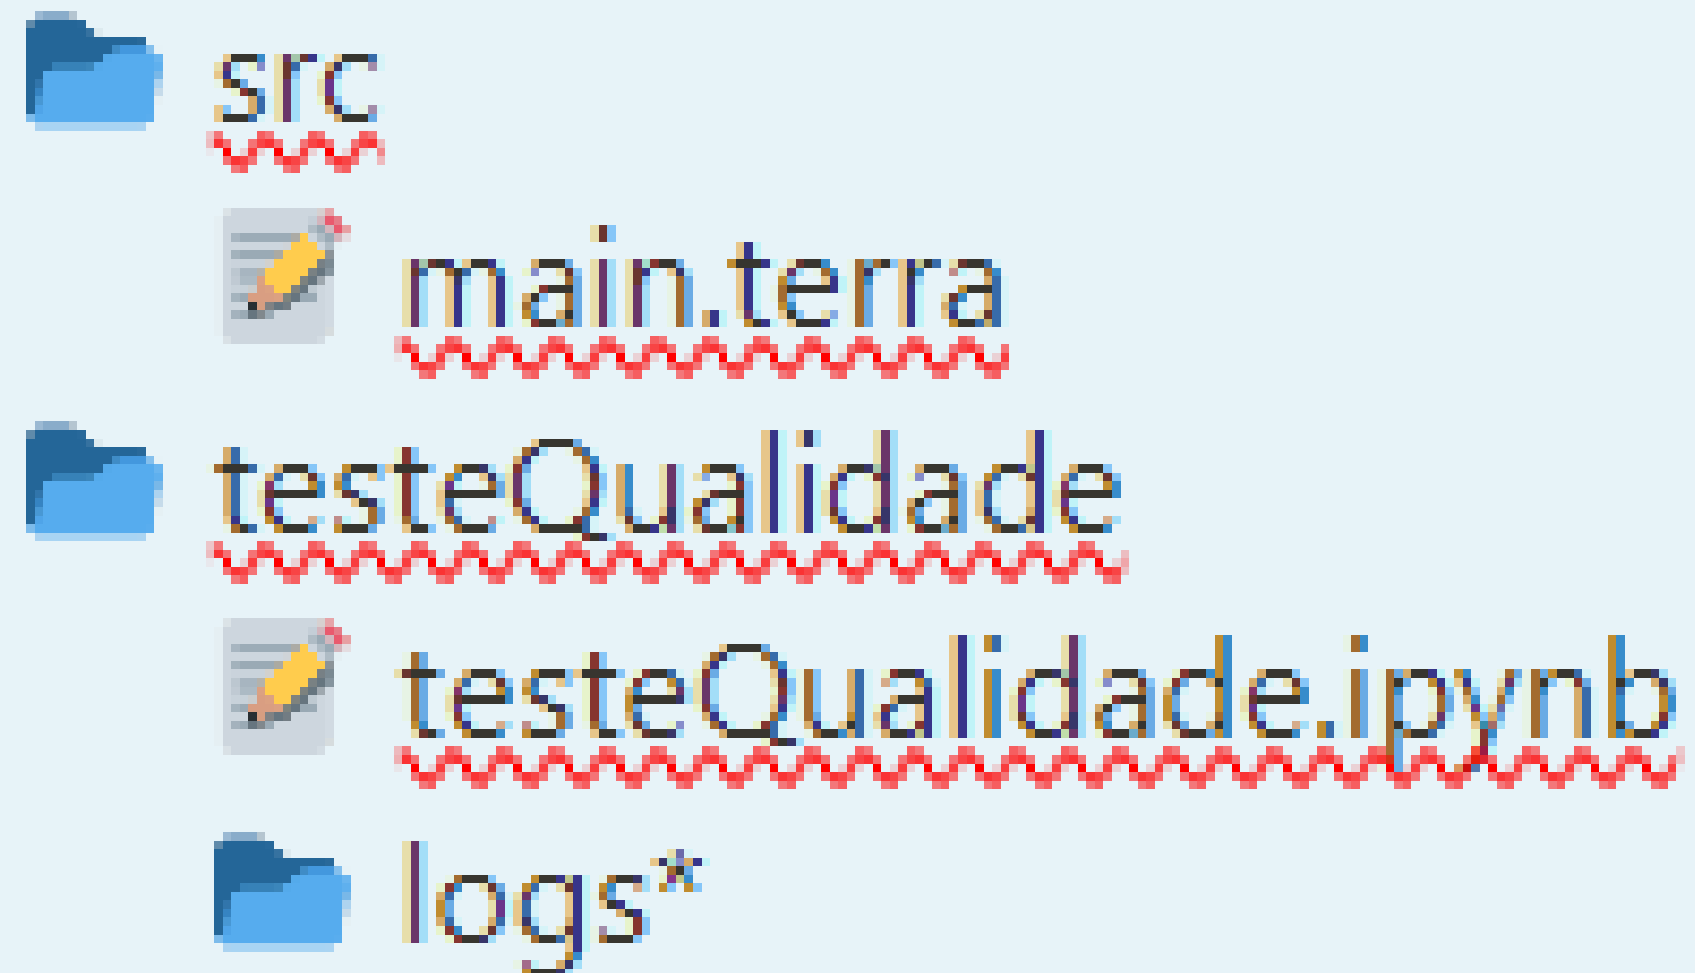 src
main.terra
testeQualidade
testeQualidade.ipynb
logs*